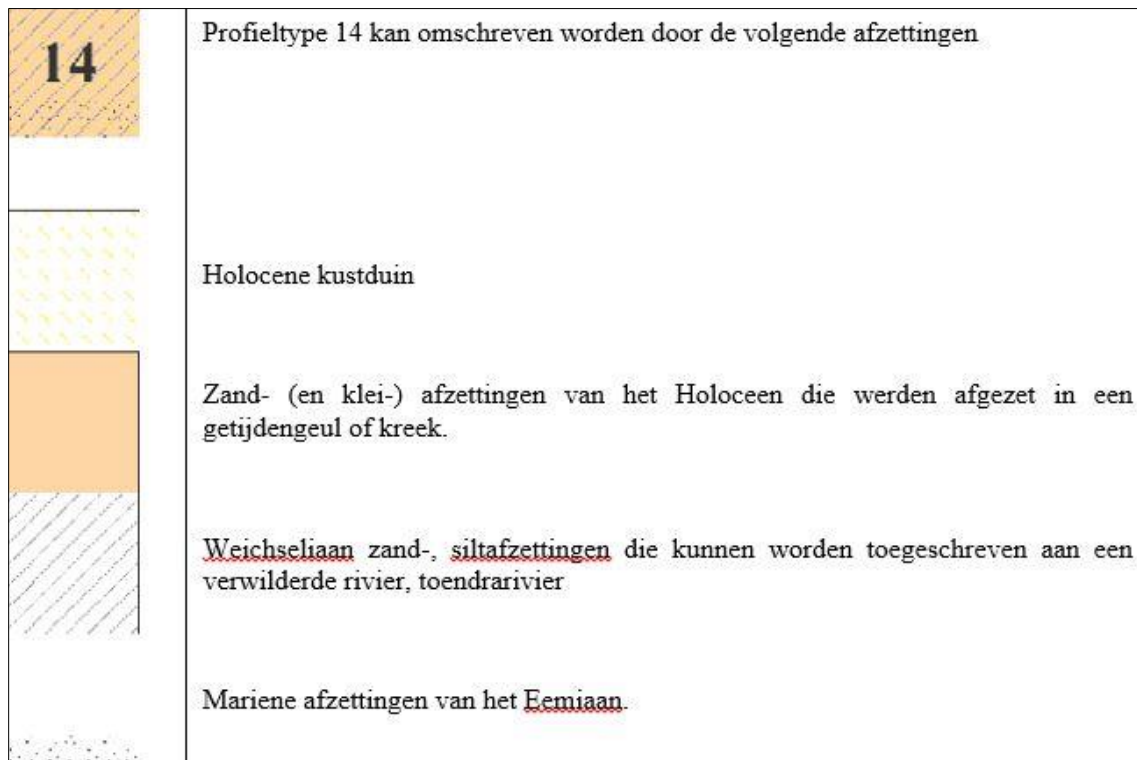 14
Profieltype 14 kan omschreven worden door de volgende afzettingen
Holocene kustduin
Zand- (en klei-) afzettingen van het Holoceen die werden afgezet in een
getijdengeul of kreek.
Weichseliaan zand-, siltafzettingen die kunnen worden toegeschreven aan een
verwilderde rivier, toendrarivier
Mariene afzettingen van het Eemiaan.